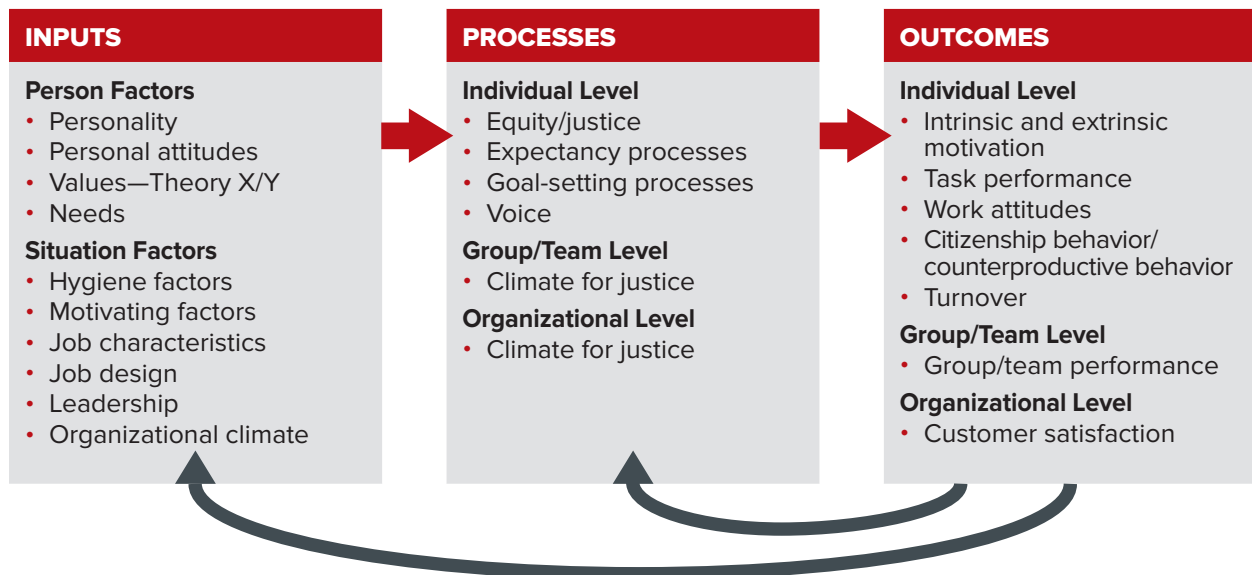 INPUTS
Person Factors
• Personality
• Personal attitudes
• Values—Theory X/Y
• Needs
Situation Factors
• Hygiene factors
• Motivating factors
• Job characteristics
• Job design
• Leadership
• Organizational climate
PROCESSES
Individual Level
• Equity/justice
• Expectancy processes
• Goal-setting processes
• Voice
Group/Team Level
• Climate for justice
Organizational Level
• Climate for justice
OUTCOMES
Individual Level
• Intrinsic and extrinsic
motivation
• Task performance
• Work attitudes
• Citizenship behavior/
counterproductive behavior
• Turnover
Group/Team Level
• Group/team performance
Organizational Level
• Customer satisfaction